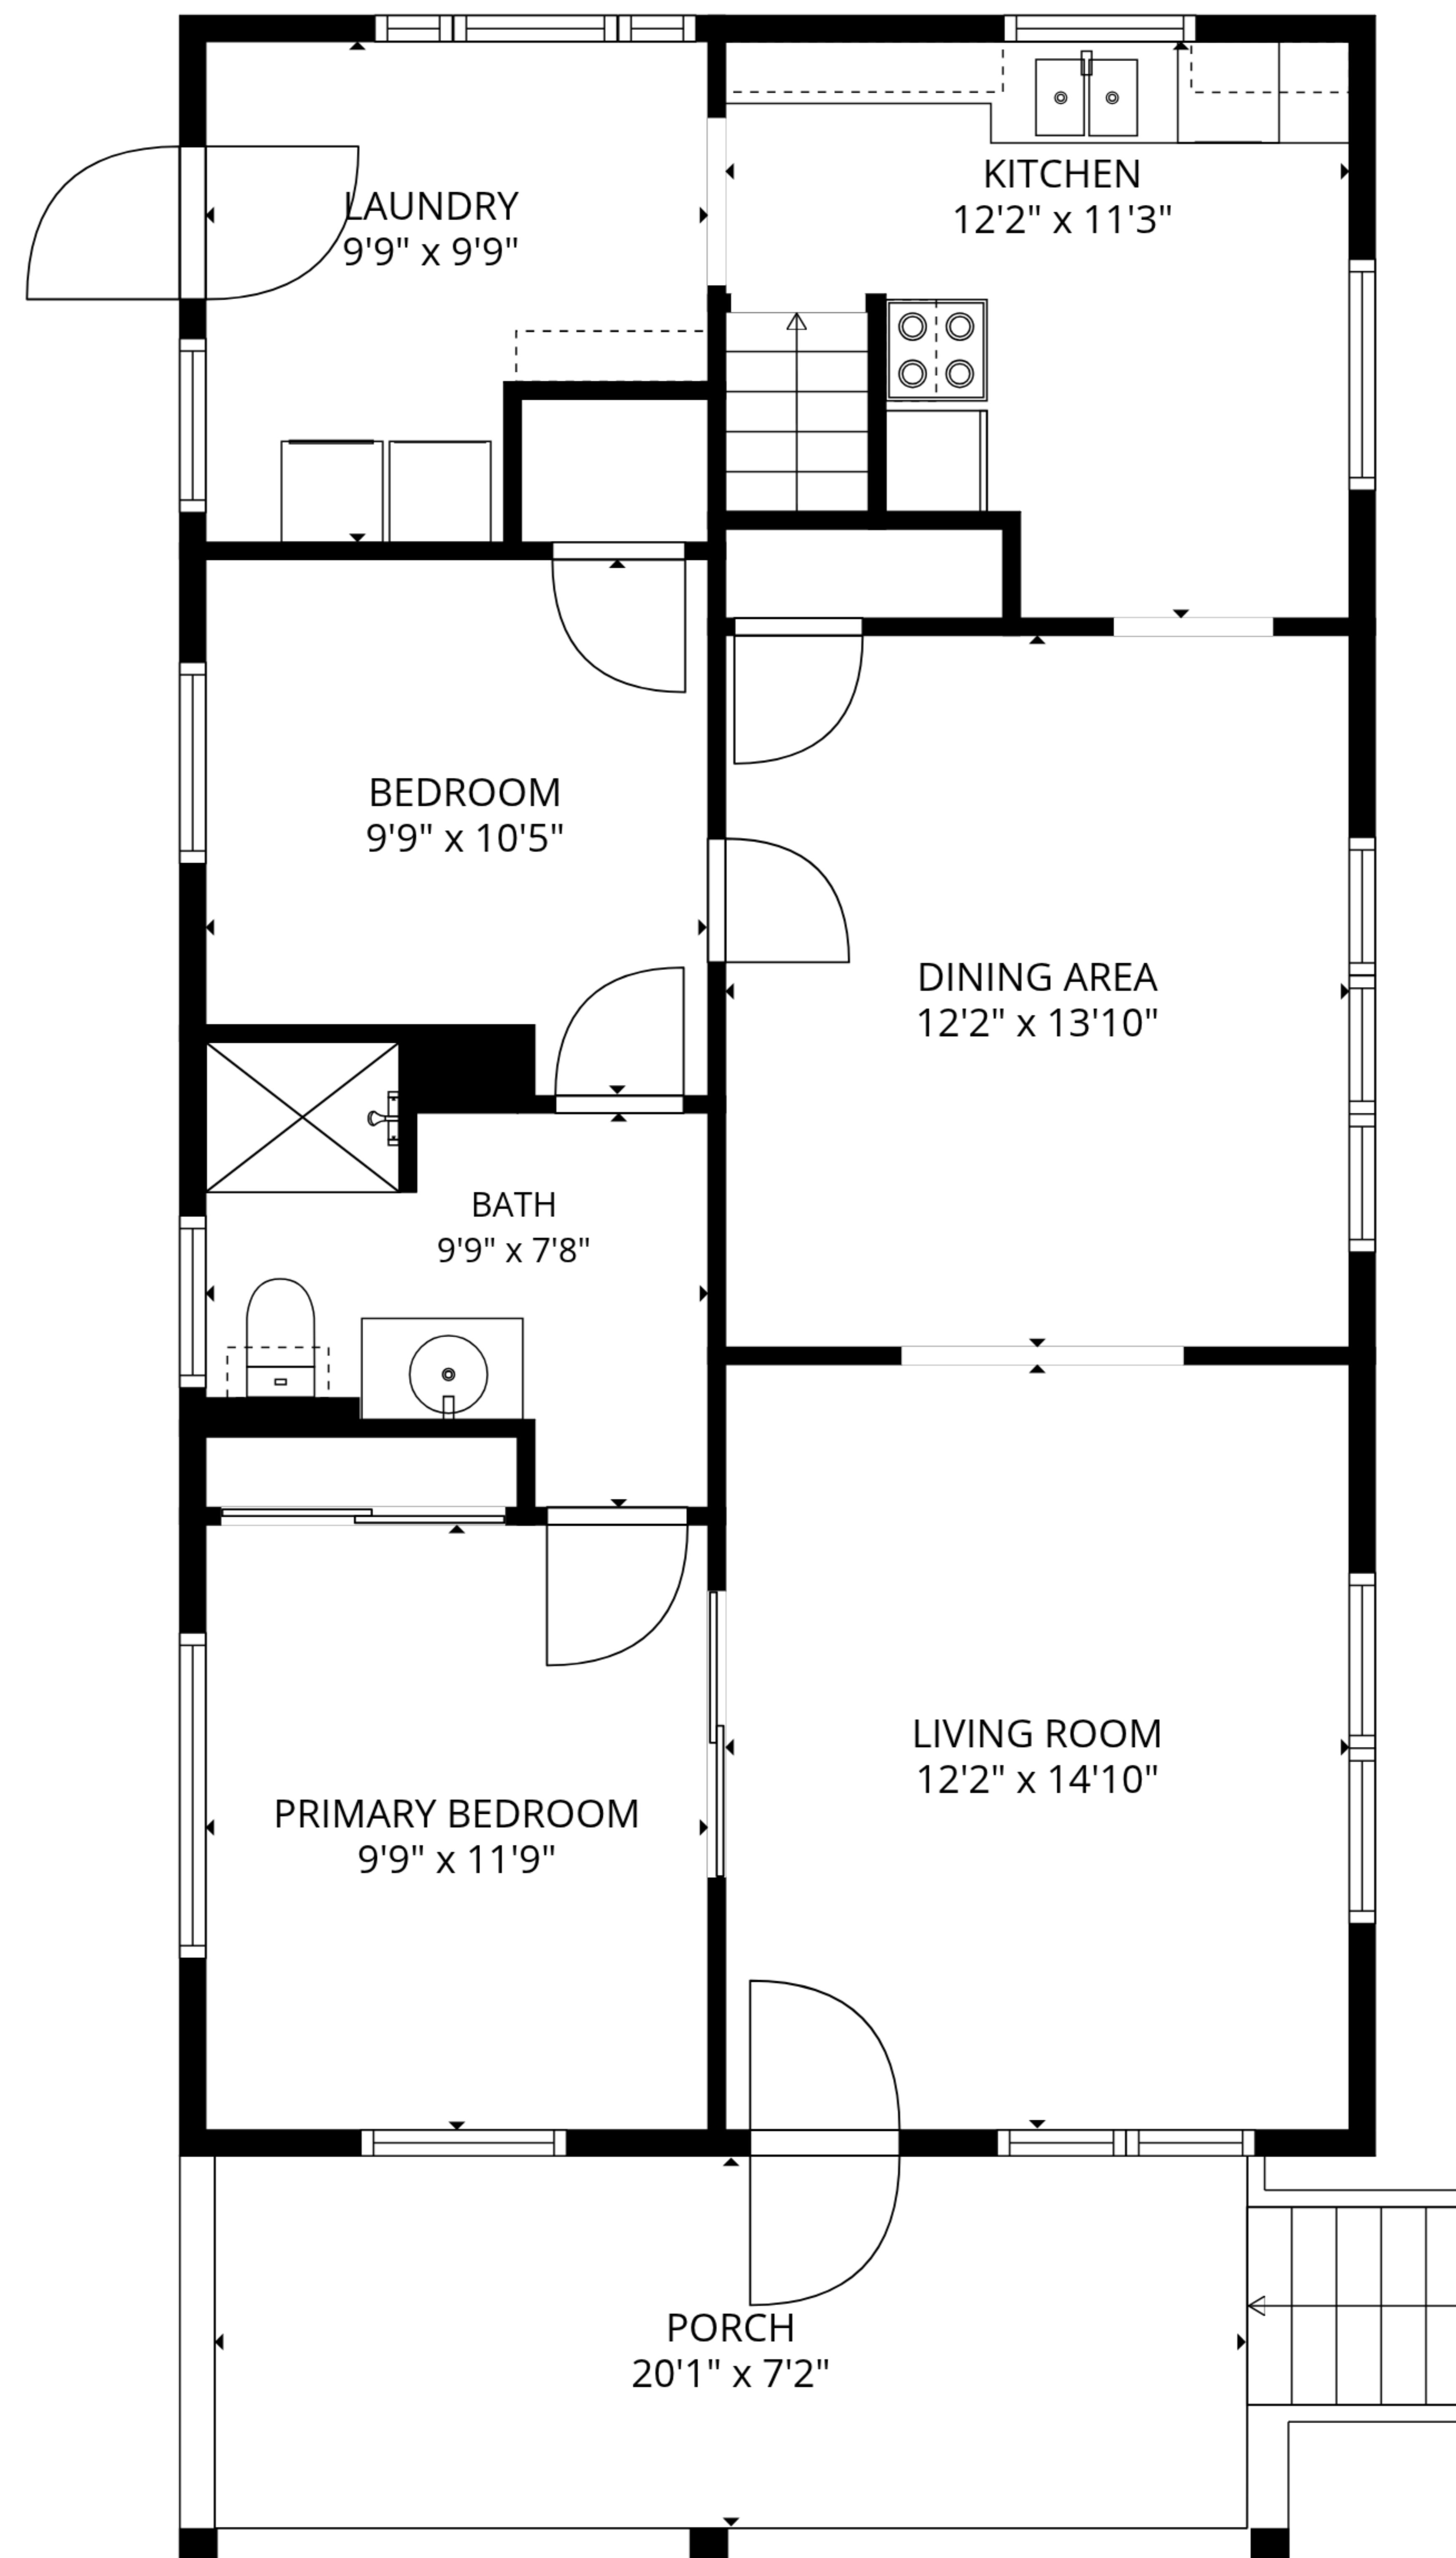 LAUNDRY
9'9" x 9'9"
KITCHEN
12'2" x 11'3"
BEDROOM
9'9" x 10'5"
DINING AREA
12'2" x 13'10"
BATH
9'9" x 7'8"
LIVING ROOM
12'2" x 14'10"
PRIMARY BEDROOM
9'9" x 11'9"
PORCH
20'1" x 7'2"